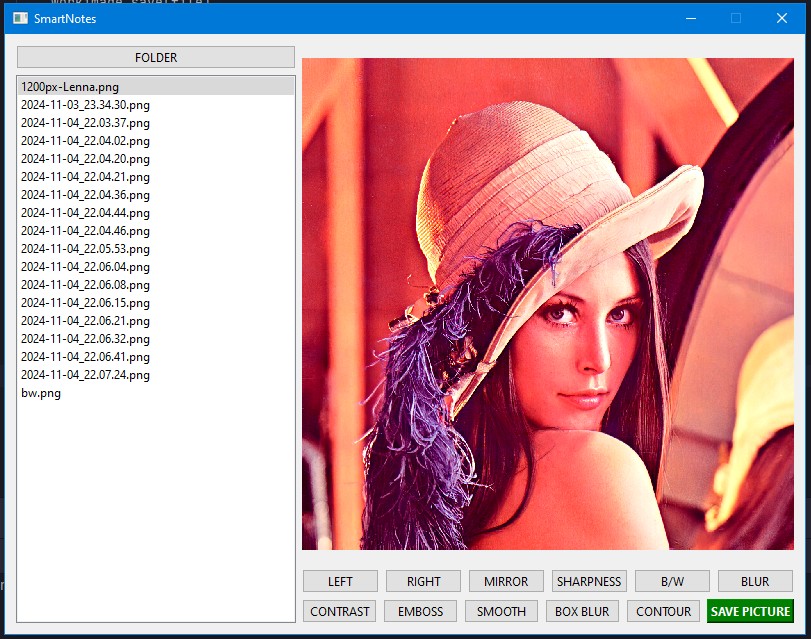 workimage.save(file)
SmartNotes
FOLDER
1200px-Lenna.png
2024-11-03_23.34.30.png
2024-11-04_22.03.37.png
2024-11-04_22.04.02.png
2024-11-04_22.04.20.png
2024-11-04_22.04.21.png
2024-11-04_22.04.36.png
2024-11-04_22.04.44.png
2024-11-04_22.04.46.png
2024-11-04_22.05.53.png
2024-11-04_22.06.04.png
2024-11-04_22.06.08.png
2024-11-04_22.06.15.png
2024-11-04_22.06.21.png
2024-11-04_22.06.32.png
2024-11-04_22.06.41.png
2024-11-04_22.07.24.png
bw.png
LEFT RIGHT MIRROR SHARPNESS B/W BLUR
CONTRAST EMBOSS SMOOTH BOX BLUR CONTOUR SAVE PICTURE